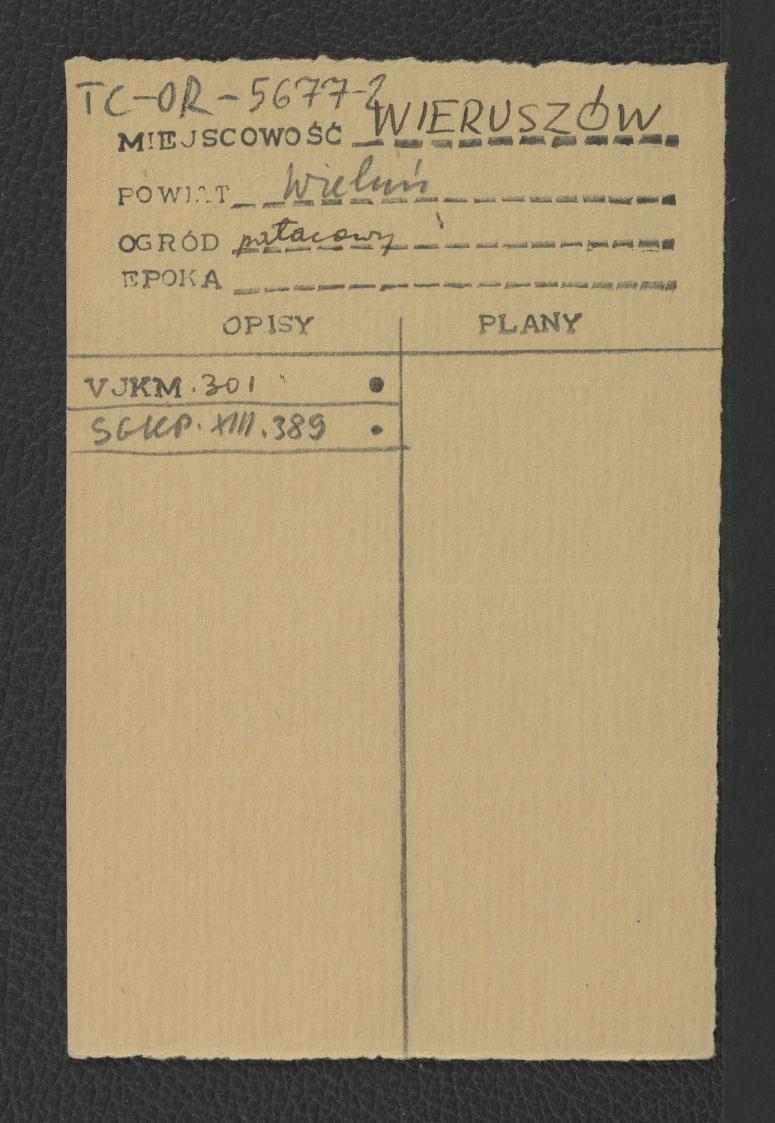 TC-OR-5677-2
MIEJSCOWOŚĆ WIERUSZÓW
POWIAT Wieluń
OGRÓD pałacowy
EPOKA
OPISY PLANY
VJKM.301 •
SGKP.XIII.389 •